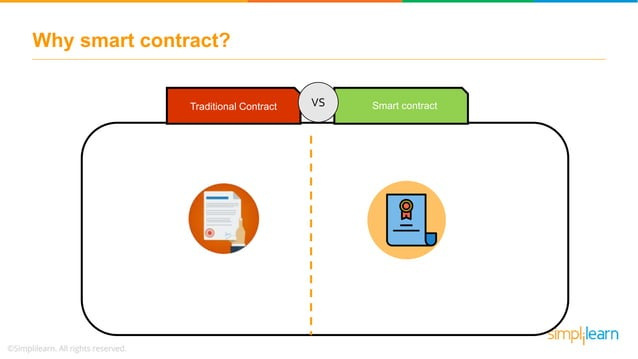 Why smart contract?
Traditional Contract
VS
Smart contract
simplilearn
©Simplilearn. All rights reserved.